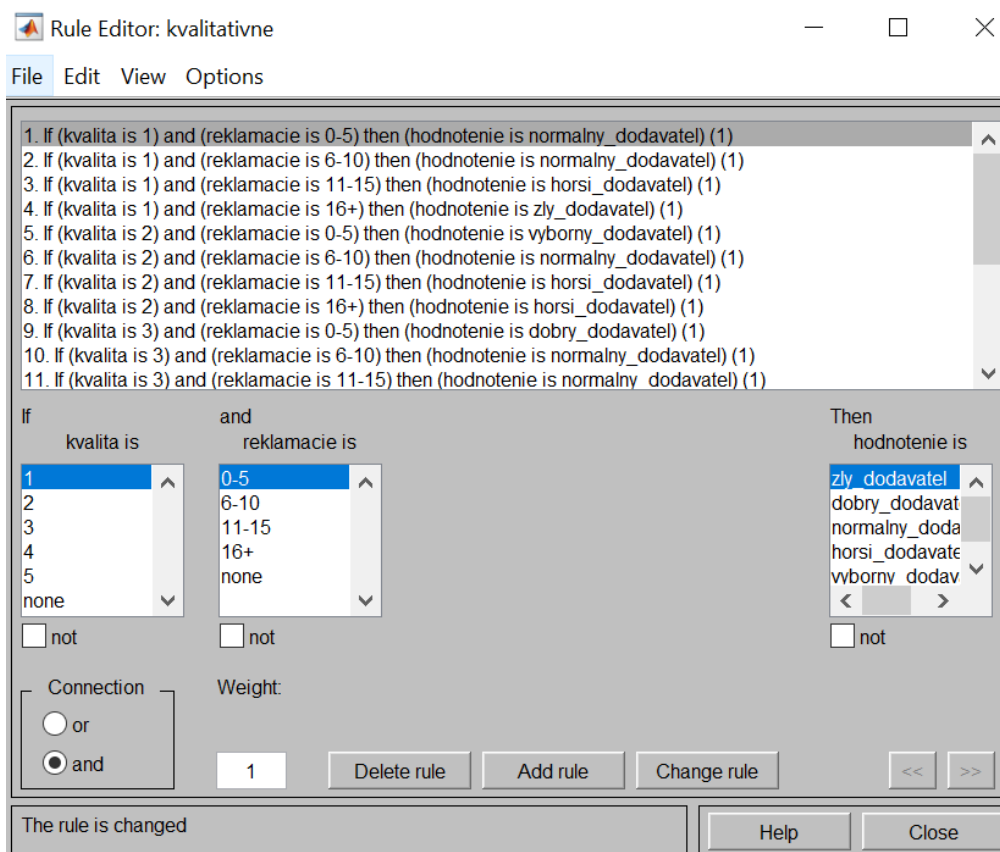 Rule Editor: kvalitativne
File Edit View Options
1. If (kvalita is 1) and (reklamacie is 0-5) then (hodnotenie is normalny_dodavatel) (1)
2. If (kvalita is 1) and (reklamacie is 6-10) then (hodnotenie is normalny_dodavatel) (1)
3. If (kvalita is 1) and (reklamacie is 11-15) then (hodnotenie is horsi_dodavatel) (1)
4. If (kvalita is 1) and (reklamacie is 16+) then (hodnotenie is zly_dodavatel) (1)
5. If (kvalita is 2) and (reklamacie is 0-5) then (hodnotenie is vyborny_dodavatel) (1)
6. If (kvalita is 2) and (reklamacie is 6-10) then (hodnotenie is normalny_dodavatel) (1)
7. If (kvalita is 2) and (reklamacie is 11-15) then (hodnotenie is horsi_dodavatel) (1)
8. If (kvalita is 2) and (reklamacie is 16+) then (hodnotenie is horsi_dodavatel) (1)
9. If (kvalita is 3) and (reklamacie is 0-5) then (hodnotenie is dobry_dodavatel) (1)
10. If (kvalita is 3) and (reklamacie is 6-10) then (hodnotenie is normalny_dodavatel) (1)
11. If (kvalita is 3) and (reklamacie is 11-15) then (hodnotenie is normalny_dodavatel) (1)
If and Then
kvalita is reklamacie is hodnotenie is
1 0-5 zly_dodavatel
2 6-10 dobry_dodavat
3 11-15 normalny_doda
4 16+ horsi_dodavate
5 none vyborny_dodav
none
not not not
Connection Weight:
or
and 1 Delete rule Add rule Change rule << >>
The rule is changed Help Close